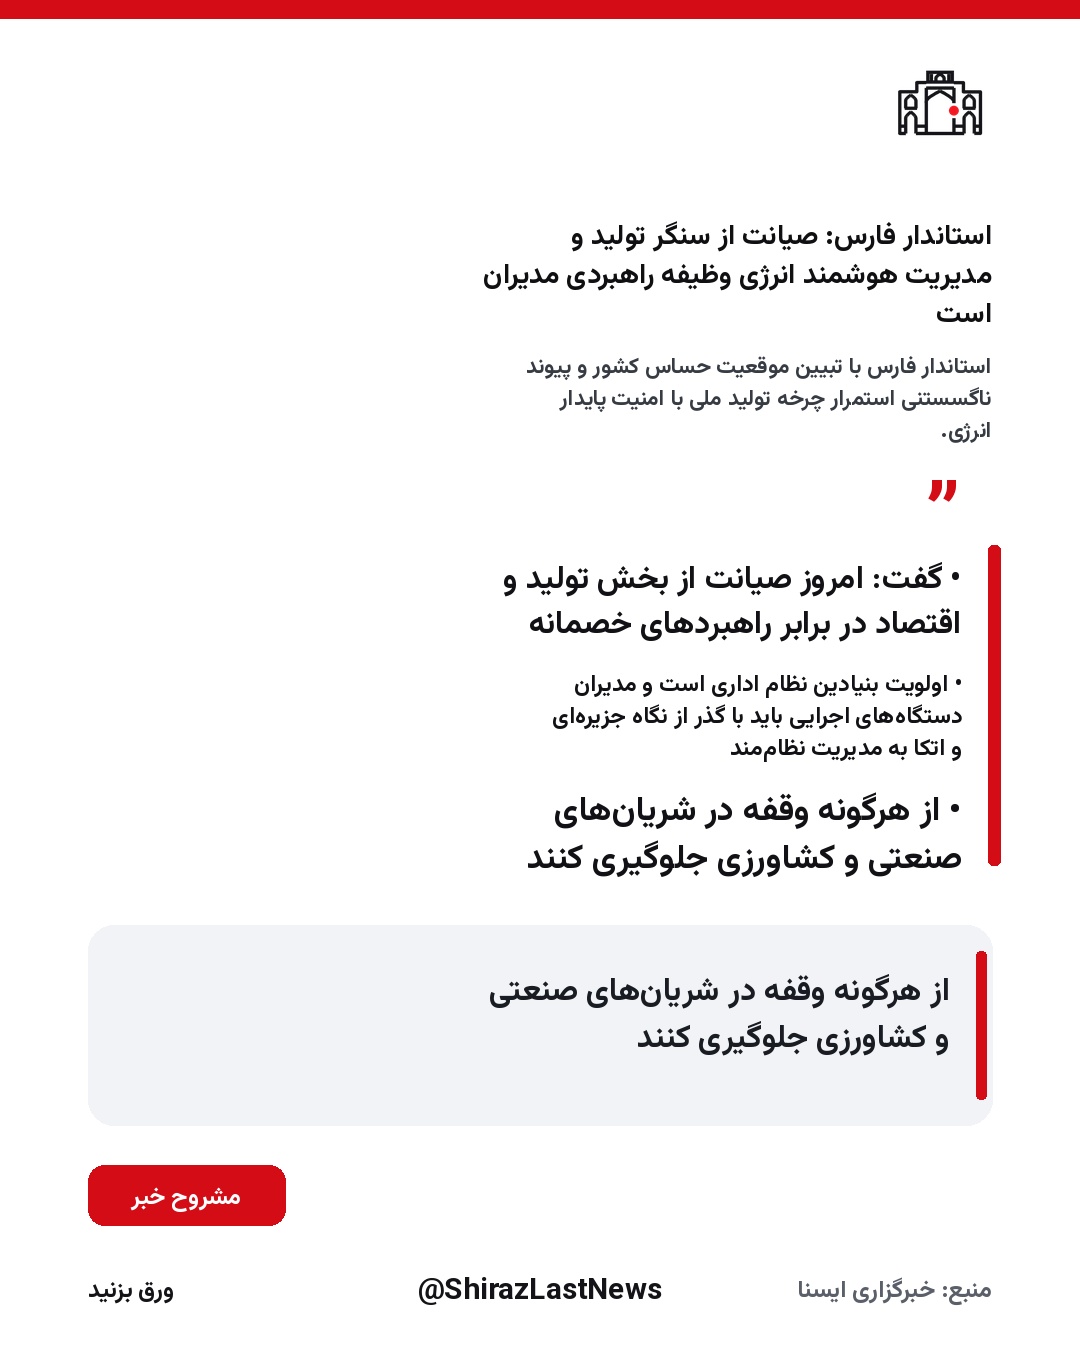 استاندار فارس: صیانت از سنگر تولید و
مدیریت هوشمند انرژی وظیفه راهبردی مدیران
است
استاندار فارس با تبیین موقعیت حساس کشور و پیوند
ناگسستنی استمرار چرخه تولید ملی با امنیت پایدار
انرژی.
”
• گفت: امروز صیانت از بخش تولید و
اقتصاد در برابر راهبردهای خصمانه
• اولویت بنیادین نظام اداری است و مدیران
دستگاه‌های اجرایی باید با گذر از نگاه جزیره‌ای
و اتکا به مدیریت نظام‌مند
• از هرگونه وقفه در شریان‌های
صنعتی و کشاورزی جلوگیری کنند
از هرگونه وقفه در شریان‌های صنعتی
و کشاورزی جلوگیری کنند
مشروح خبر
منبع: خبرگزاری ایسنا
@ShirazLastNews
ورق بزنید